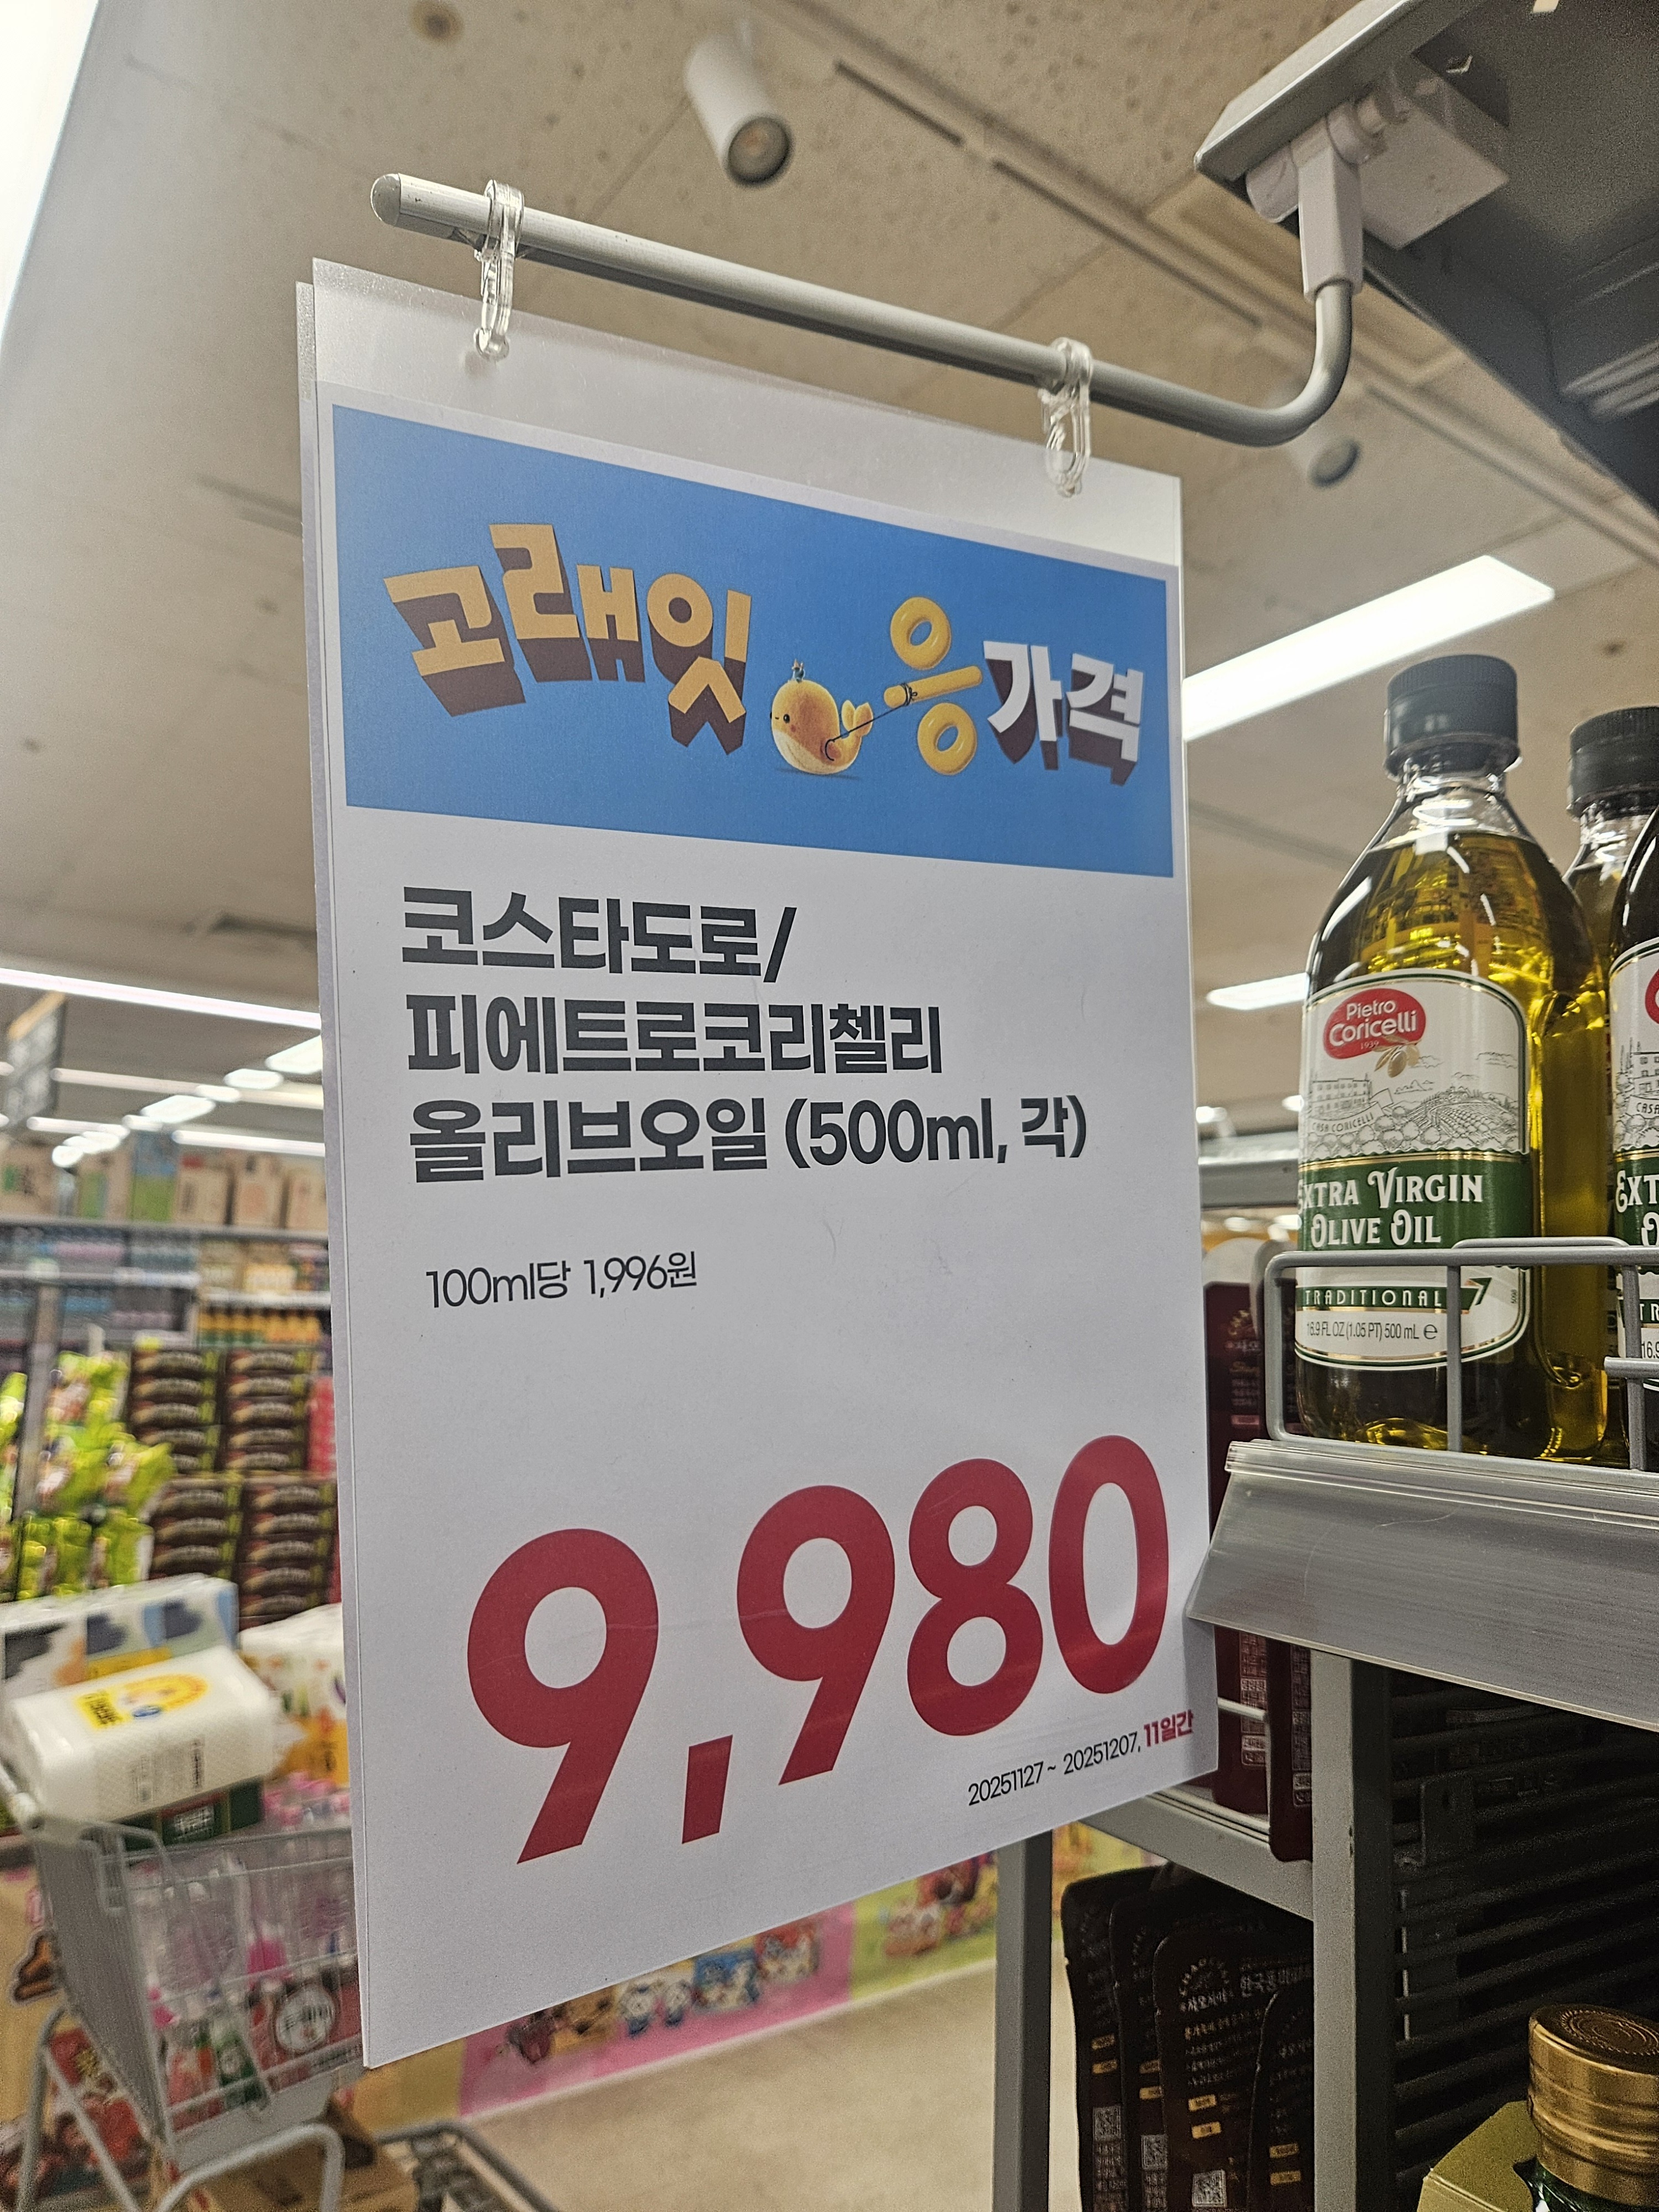 고래잇 응가격
코스타도로/
피에트로코리첼리
올리브오일 (500ml, 각)
100ml당 1,996원
9,980
20251127 ~ 20251207, 11일간
Pietro
Coricelli
1939
CASA CORICELLI
EXTRA VIRGIN
OLIVE OIL
TRADITIONAL
16.9 FL OZ (1.05 PT) 500 mL e